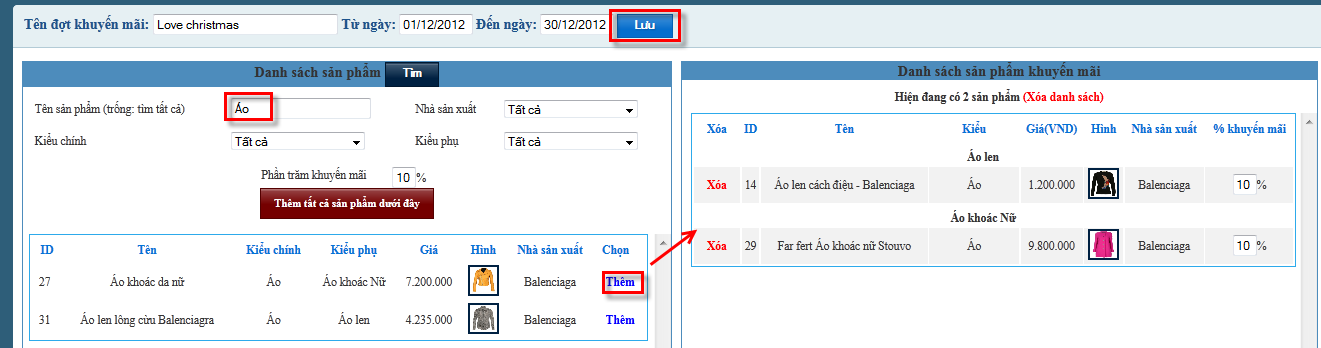 Tên đợt khuyến mãi: Love christmas Từ ngày: 01/12/2012 Đến ngày: 30/12/2012 Lưu
Danh sách sản phẩm Tìm
Tên sản phẩm (trống: tìm tất cả) Áo Nhà sản xuất Tất cả
Kiểu chính Tất cả Kiểu phụ Tất cả
Phần trăm khuyến mãi 10 %
Thêm tất cả sản phẩm dưới đây
ID Tên Kiểu chính Kiểu phụ Giá Hình Nhà sản xuất Chọn
27 Áo khoác da nữ Áo Áo khoác Nữ 7.200.000 Balenciaga Thêm
31 Áo len lông cừu Balenciagra Áo Áo len 4.235.000 Balenciaga Thêm
Danh sách sản phẩm khuyến mãi
Hiện đang có 2 sản phẩm (Xóa danh sách)
Xóa ID Tên Kiểu Giá(VND) Hình Nhà sản xuất % khuyến mãi
Áo len
Xóa 14 Áo len cách điệu - Balenciaga Áo 1.200.000 Balenciaga 10 %
Áo khoác Nữ
Xóa 29 Far fert Áo khoác nữ Stouvo Áo 9.800.000 Balenciaga 10 %